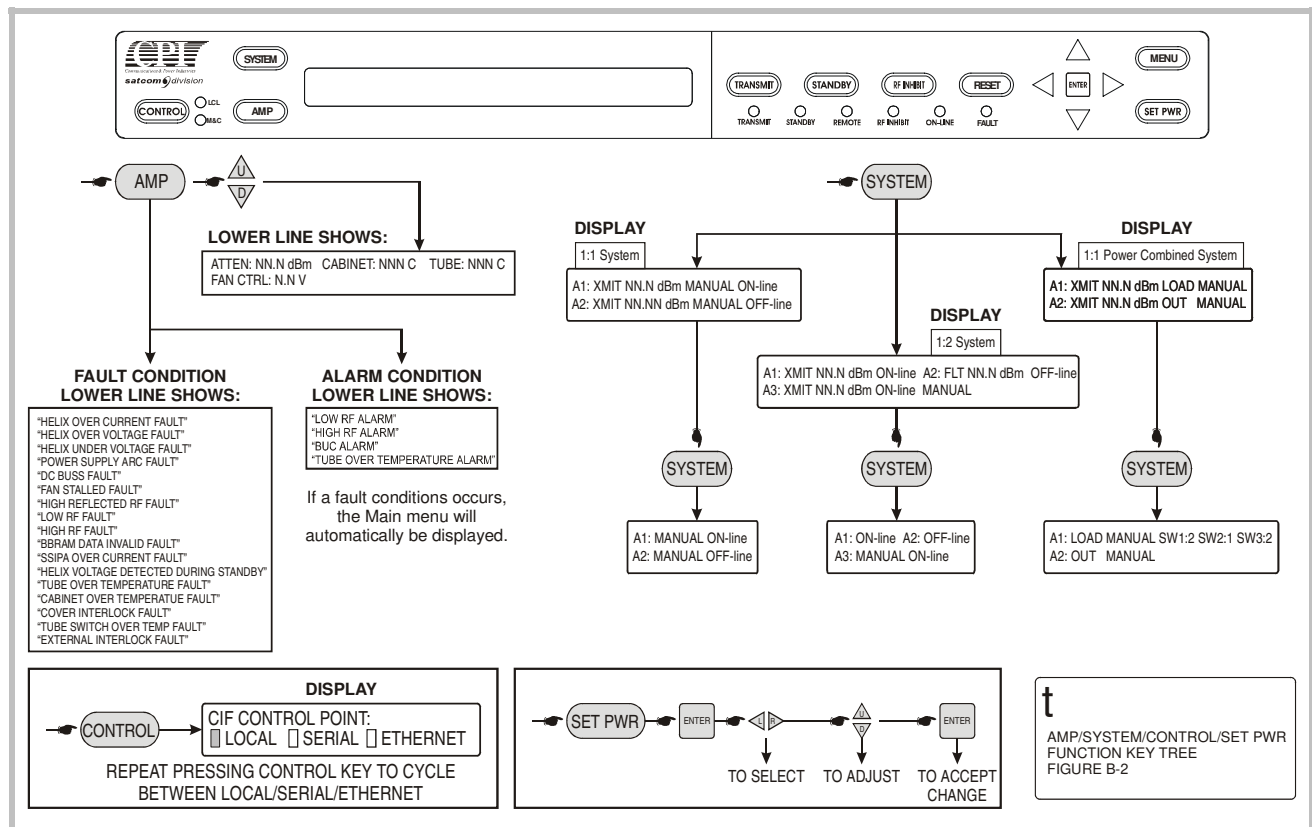 CPI
Communications & Power Industries
satcom division
SYSTEM
CONTROL
LCL
M&C
AMP
TRANSMIT
STANDBY
RF INHIBIT
RESET
TRANSMIT
STANDBY
REMOTE
RF INHIBIT
ON-LINE
FAULT
ENTER
MENU
SET PWR
AMP
U
D
LOWER LINE SHOWS:
ATTEN: NN.N dBm CABINET: NNN C TUBE: NNN C
FAN CTRL: N.N V
FAULT CONDITION
LOWER LINE SHOWS:
“HELIX OVER CURRENT FAULT”
“HELIX OVER VOLTAGE FAULT”
“HELIX UNDER VOLTAGE FAULT”
“POWER SUPPLY ARC FAULT”
“DC BUSS FAULT”
“FAN STALLED FAULT”
“HIGH REFLECTED RF FAULT”
“LOW RF FAULT”
“HIGH RF FAULT”
“BBRAM DATA INVALID FAULT”
“SSIPA OVER CURRENT FAULT”
“HELIX VOLTAGE DETECTED DURING STANDBY”
“TUBE OVER TEMPERATURE FAULT”
“CABINET OVER TEMPERATUE FAULT”
“COVER INTERLOCK FAULT”
“TUBE SWITCH OVER TEMP FAULT”
“EXTERNAL INTERLOCK FAULT”
ALARM CONDITION
LOWER LINE SHOWS:
“LOW RF ALARM”
“HIGH RF ALARM”
“BUC ALARM”
“TUBE OVER TEMPERATURE ALARM”
If a fault conditions occurs,
the Main menu will
automatically be displayed.
SYSTEM
DISPLAY
1:1 System
A1: XMIT NN.N dBm MANUAL ON-line
A2: XMIT NN.NN dBm MANUAL OFF-line
SYSTEM
A1: MANUAL ON-line
A2: MANUAL OFF-line
DISPLAY
1:2 System
A1: XMIT NN.N dBm ON-line A2: FLT NN.N dBm OFF-line
A3: XMIT NN.N dBm ON-line MANUAL
SYSTEM
A1: ON-line A2: OFF-line
A3: MANUAL ON-line
DISPLAY
1:1 Power Combined System
A1: XMIT NN.N dBm LOAD MANUAL
A2: XMIT NN.N dBm OUT MANUAL
SYSTEM
A1: LOAD MANUAL SW1:2 SW2:1 SW3:2
A2: OUT MANUAL
CONTROL
DISPLAY
CIF CONTROL POINT:
LOCAL SERIAL ETHERNET
REPEAT PRESSING CONTROL KEY TO CYCLE
BETWEEN LOCAL/SERIAL/ETHERNET
SET PWR
ENTER
L R
U
D
ENTER
TO SELECT
TO ADJUST
TO ACCEPT
CHANGE
t
AMP/SYSTEM/CONTROL/SET PWR
FUNCTION KEY TREE
FIGURE B-2